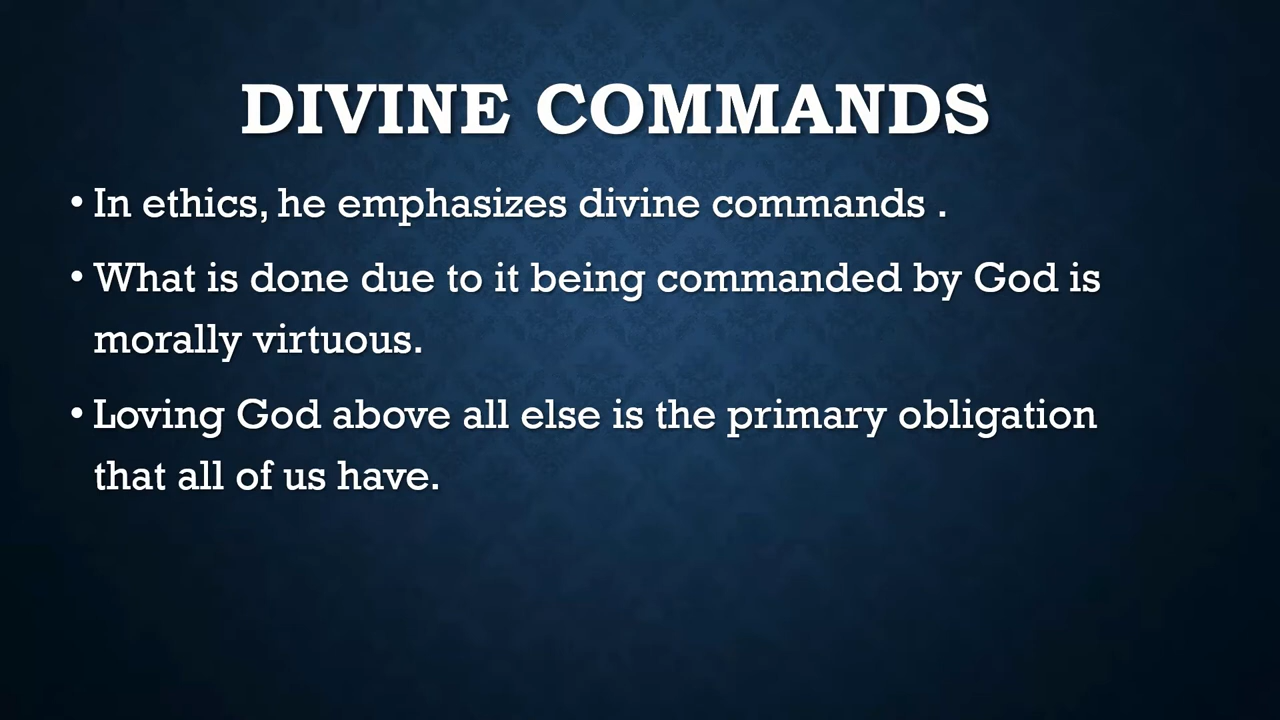 DIVINE COMMANDS
• In ethics, he emphasizes divine commands .
• What is done due to it being commanded by God is
morally virtuous.
• Loving God above all else is the primary obligation
that all of us have.